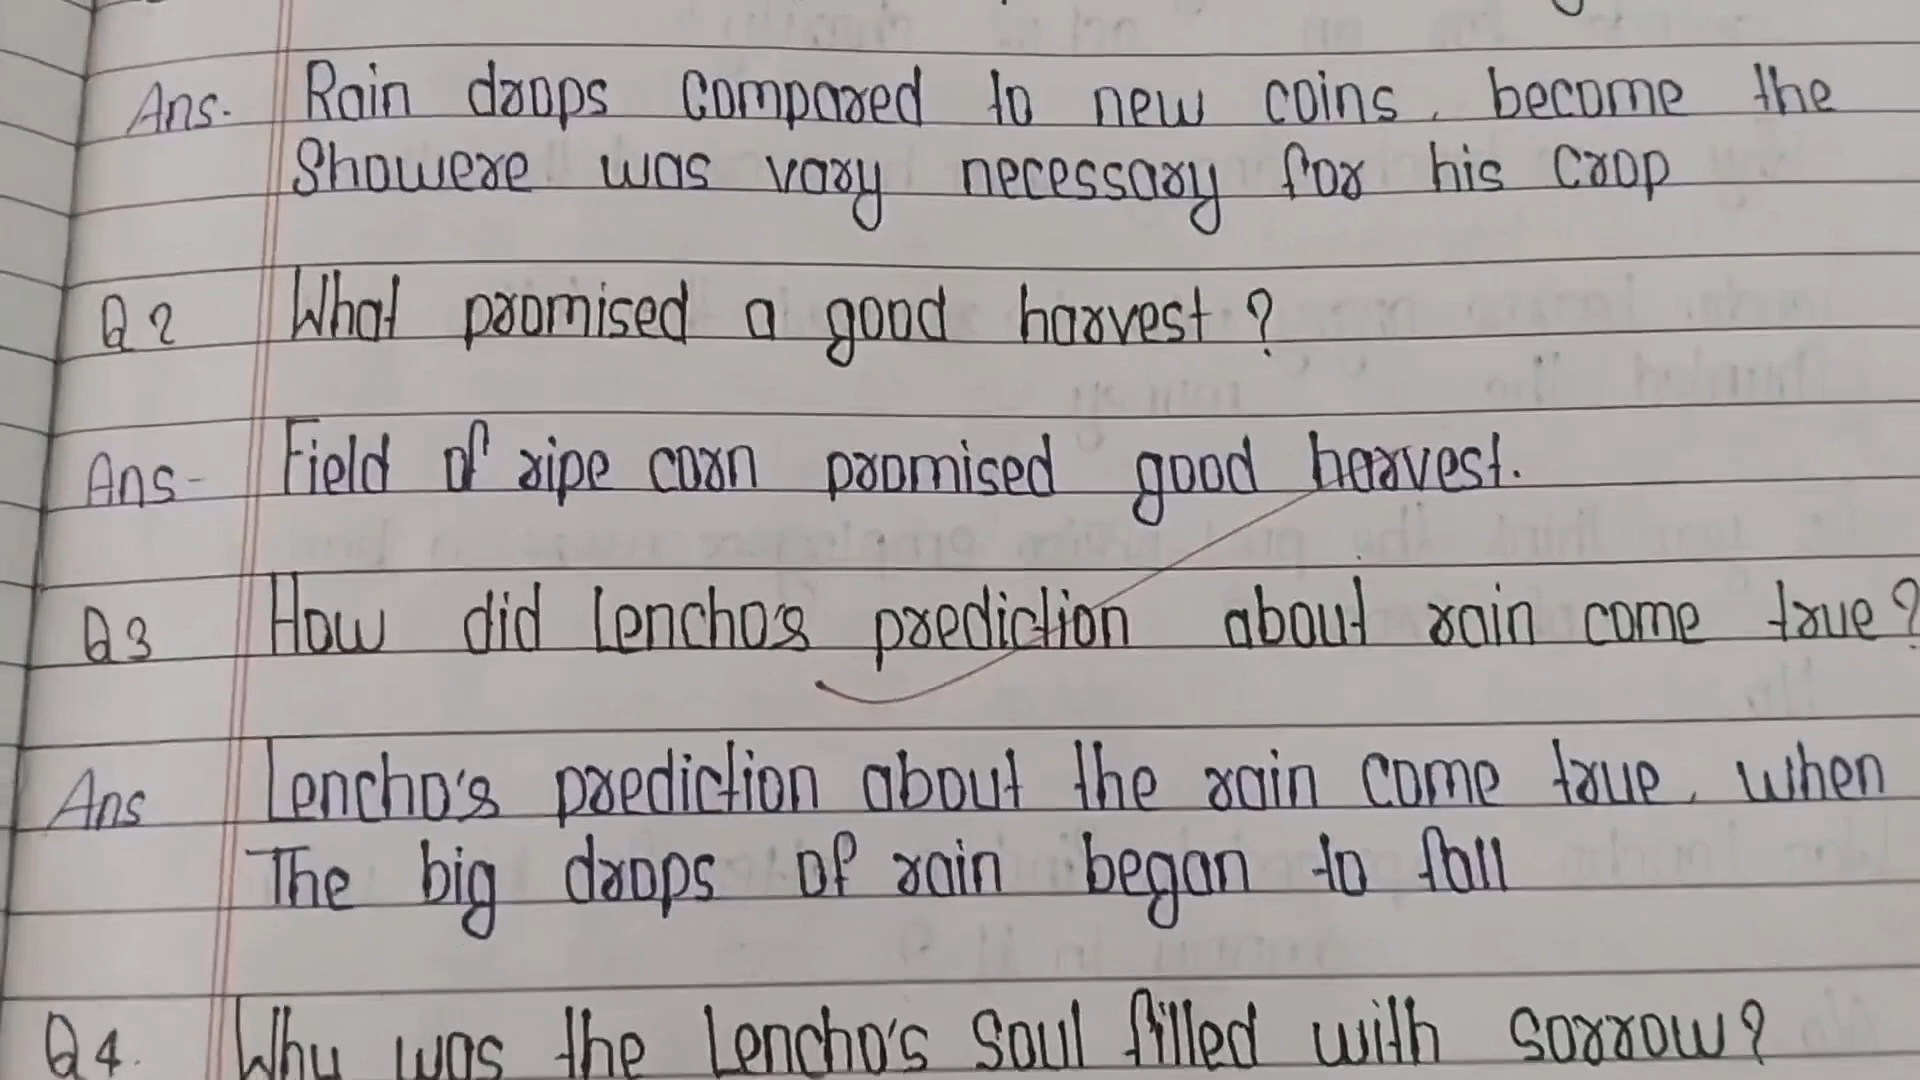 Ans. Rain drops compared to new coins, become the
Showere was vary necessary for his crop
Q2 What promised a good harvest?
Ans- Field of ripe corn promised good harvest.
Q3 How did Lencho's prediction about rain come true?
Ans Lencho's prediction about the rain come true, when
The big drops of rain began to fall
Q4. Why was the Lencho's Soul filled with sorrow?